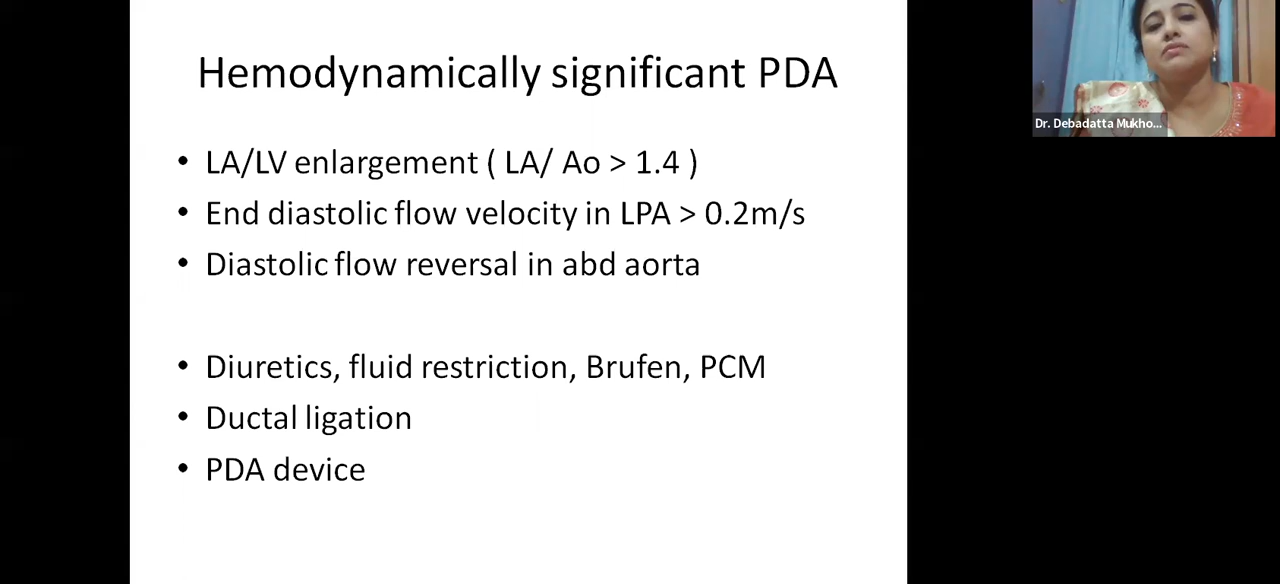 Hemodynamically significant PDA
• LA/LV enlargement ( LA/ Ao > 1.4 )
• End diastolic flow velocity in LPA > 0.2m/s
• Diastolic flow reversal in abd aorta
• Diuretics, fluid restriction, Brufen, PCM
• Ductal ligation
• PDA device
Dr. Debadatta Mukho...